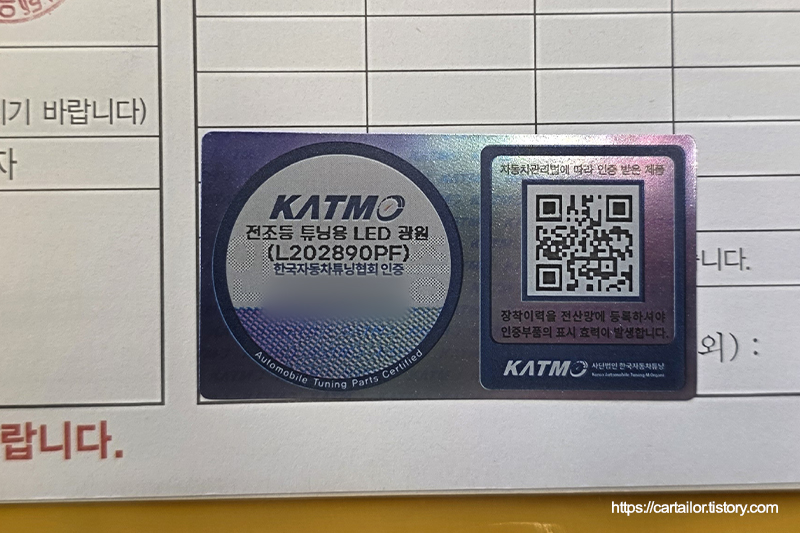 기기 바랍니다)
자
KATMO
전조등 튜닝용 LED 광원
(L202890PF)
한국자동차튜닝협회 인증
Automobile Tuning Parts Certified
자동차관리법에 따라 인증 받은 제품
장착이력을 전산망에 등록하셔야
인증부품의 표시 효력이 발생합니다.
KATMO 사단법인 한국자동차튜닝
니다.
외) :
랍니다.
https://cartailor.tistory.com